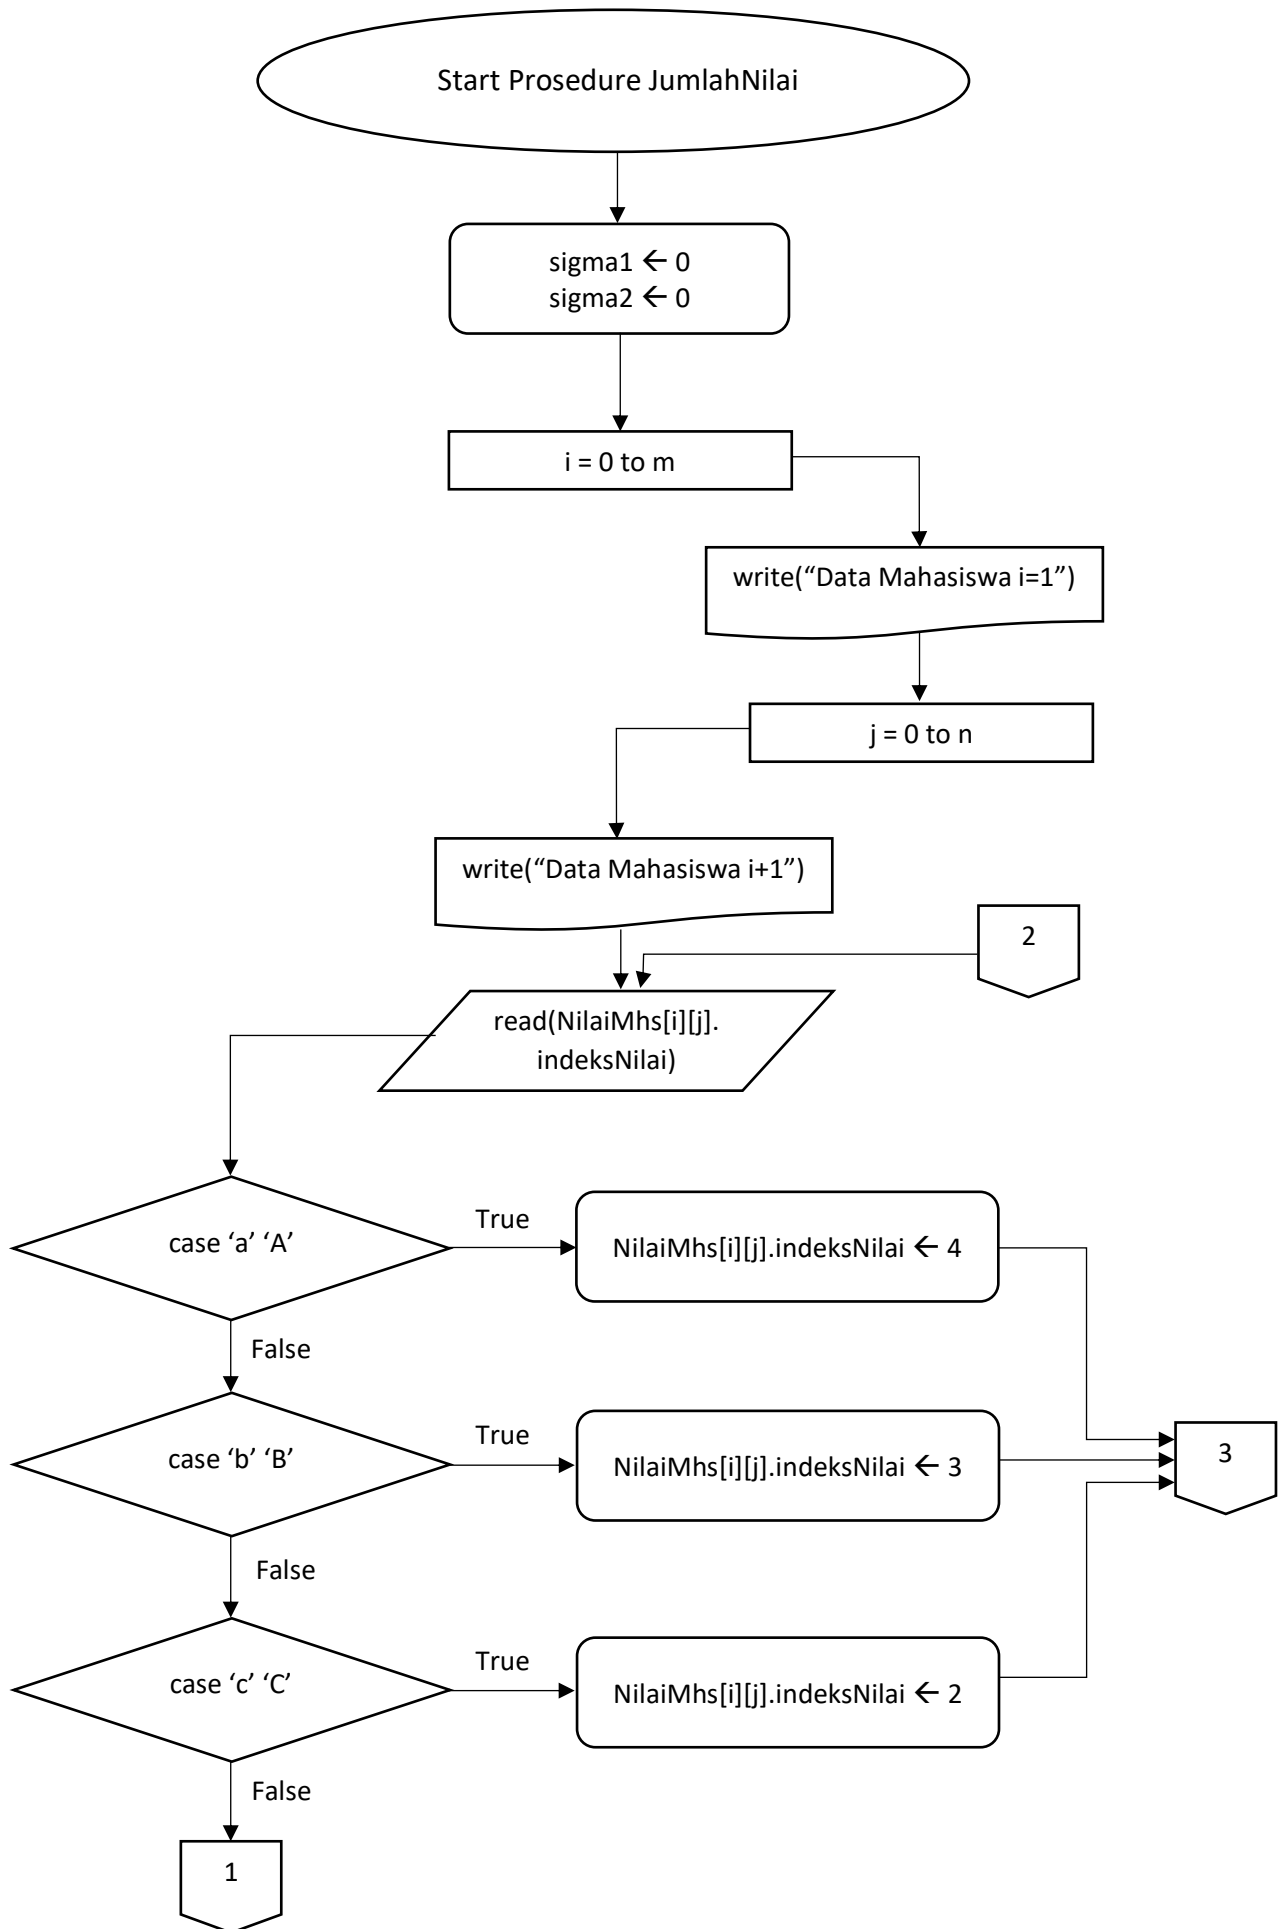 Start Prosedure JumlahNilai
sigma1 ← 0
sigma2 ← 0
i = 0 to m
write(“Data Mahasiswa i=1”)
j = 0 to n
write(“Data Mahasiswa i+1”)
2
read(NilaiMhs[i][j].
indeksNilai)
case ‘a’ ‘A’
True
NilaiMhs[i][j].indeksNilai ← 4
False
case ‘b’ ‘B’
True
NilaiMhs[i][j].indeksNilai ← 3
3
False
case ‘c’ ‘C’
True
NilaiMhs[i][j].indeksNilai ← 2
False
1